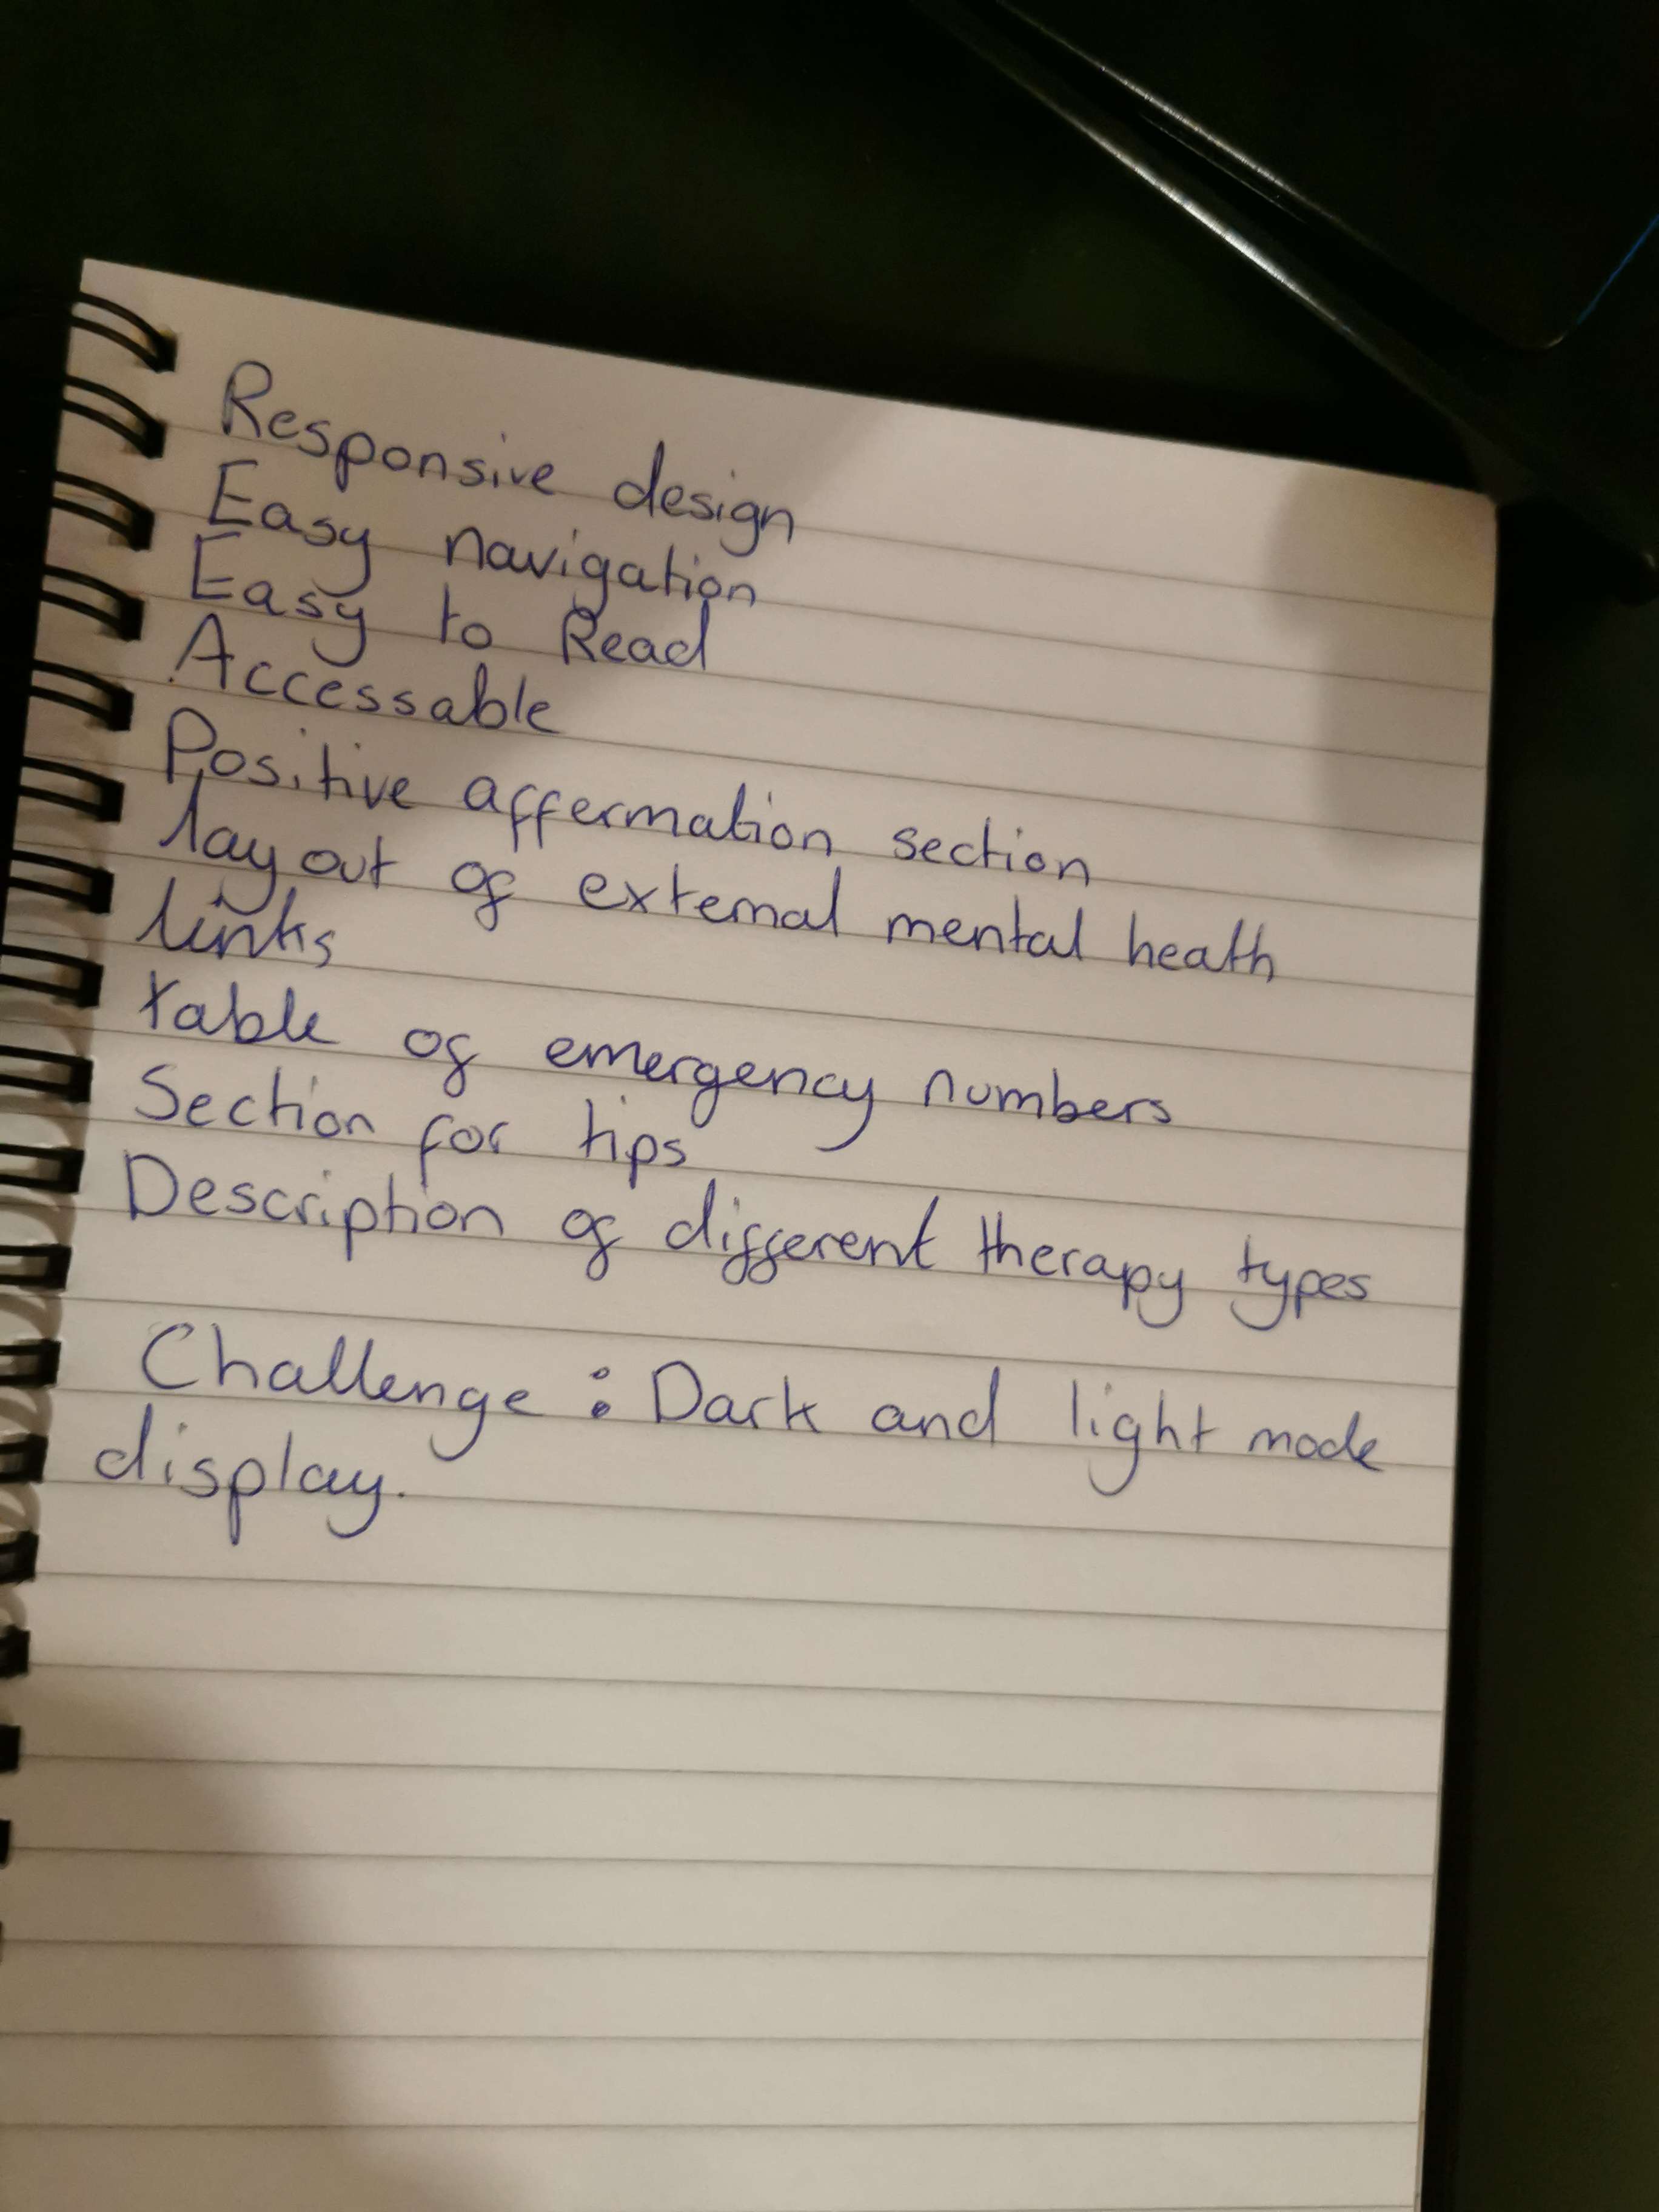 Responsive design
Easy navigation
Easy to Read
Accessable
Positive affermation section
layout of external mental heath
links
table of emergency numbers
Section for tips
Description of different therapy types
Challenge : Dark and light mode
display.